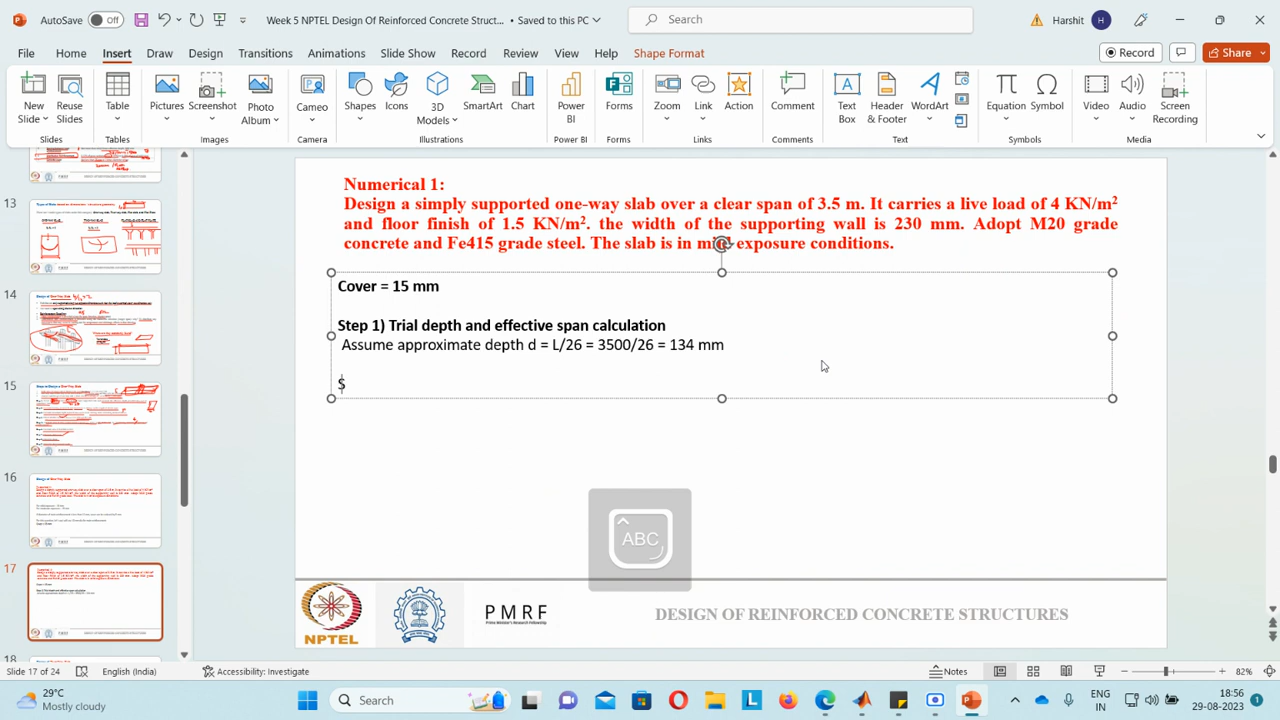 AutoSave Off Week 5 NPTEL Design Of Reinforced Concrete Struct... • Saved to this PC Search Harshit H
File Home Insert Draw Design Transitions Animations Slide Show Record Review View Help Shape Format Record Share
New Slide Reuse Slides Table Pictures Screenshot Photo Album Cameo Shapes Icons 3D Models SmartArt Chart Power BI Forms Zoom Link Action Comment Text Box Header & Footer WordArt Equation Symbol Video Audio Screen Recording
Slides Tables Images Camera Illustrations Power BI Forms Links Comments Text Symbols Media
13
14
15
16
17
18
Numerical 1:
Design a simply supported one-way slab over a clear span of 3.5 m. It carries a live load of 4 KN/m²
and floor finish of 1.5 KN/m². the width of the supporting wall is 230 mm. Adopt M20 grade
concrete and Fe415 grade steel. The slab is in mild exposure conditions.
Cover = 15 mm
Step 1) Trial depth and effective span calculation
Assume approximate depth d = L/26 = 3500/26 = 134 mm
S
ABC
NPTEL
PMRF
DESIGN OF REINFORCED CONCRETE STRUCTURES
Slide 17 of 24 English (India) Accessibility: Investigate Notes 82%
29°C
Mostly cloudy
Search
ENG
IN
18:56
29-08-2023